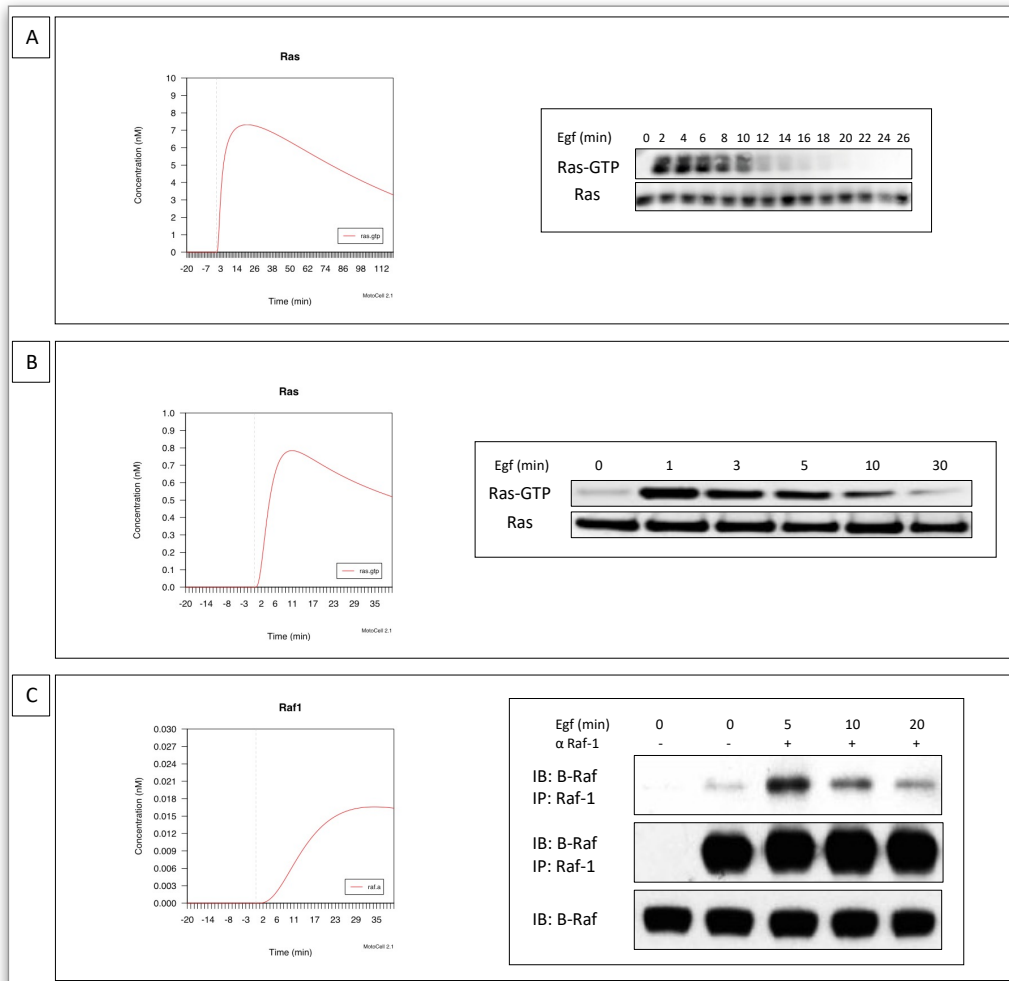 A
Ras
10
9
8
7
6
5
4
3
2
1
0
Concentration (nM)
ras.gtp
-20 -7 3 14 26 38 50 62 74 86 98 112
Time (min)
MotoCell 2.1
Egf (min) 0 2 4 6 8 10 12 14 16 18 20 22 24 26
Ras-GTP
Ras
B
Ras
1.0
0.9
0.8
0.7
0.6
0.5
0.4
0.3
0.2
0.1
0.0
Concentration (nM)
ras.gtp
-20 -13 -8 -3 2 6 11 17 23 29 35
Time (min)
MotoCell 2.1
Egf (min) 0 1 3 5 10 30
Ras-GTP
Ras
C
Raf1
0.030
0.027
0.024
0.021
0.018
0.015
0.012
0.009
0.006
0.003
0.000
Concentration (nM)
raf.a
-20 -13 -8 -3 2 6 11 17 23 29 35
Time (min)
MotoCell 2.1
Egf (min) 0 0 5 10 20
α Raf-1 - - + + +
IB: B-Raf
IP: Raf-1
IB: B-Raf
IP: Raf-1
IB: B-Raf